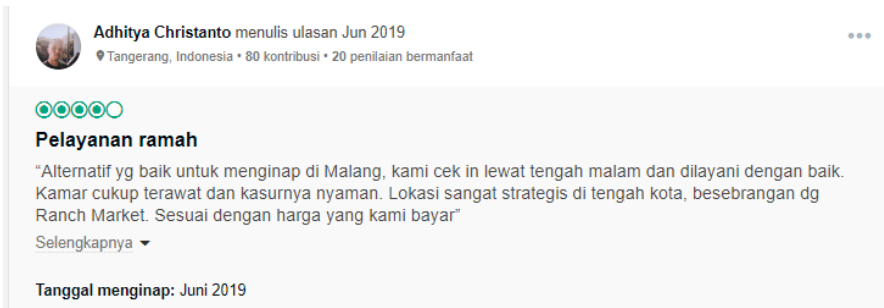 Adhitya Christanto menulis ulasan Jun 2019
Tangerang, Indonesia • 80 kontribusi • 20 penilaian bermanfaat
Pelayanan ramah
“Alternatif yg baik untuk menginap di Malang, kami cek in lewat tengah malam dan dilayani dengan baik.
Kamar cukup terawat dan kasurnya nyaman. Lokasi sangat strategis di tengah kota, besebrangan dg
Ranch Market. Sesuai dengan harga yang kami bayar”
Selengkapnya
Tanggal menginap: Juni 2019